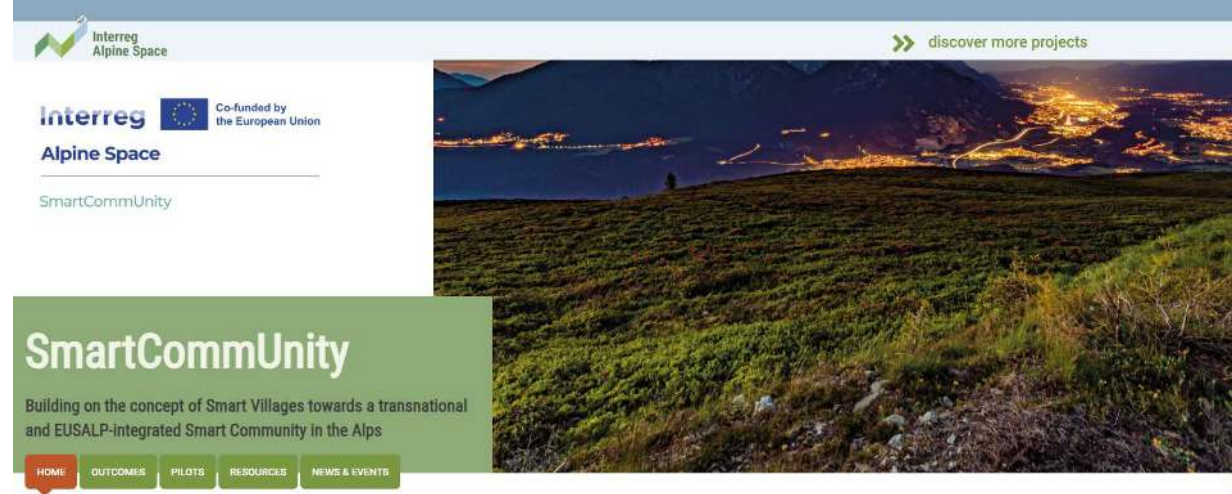 Interreg
Alpine Space
discover more projects
Interreg
Co-funded by
the European Union
Alpine Space
SmartCommUnity
SmartCommUnity
Building on the concept of Smart Villages towards a transnational
and EUSALP-integrated Smart Community in the Alps
HOME
OUTCOMES
PILOTS
RESOURCES
NEWS & EVENTS